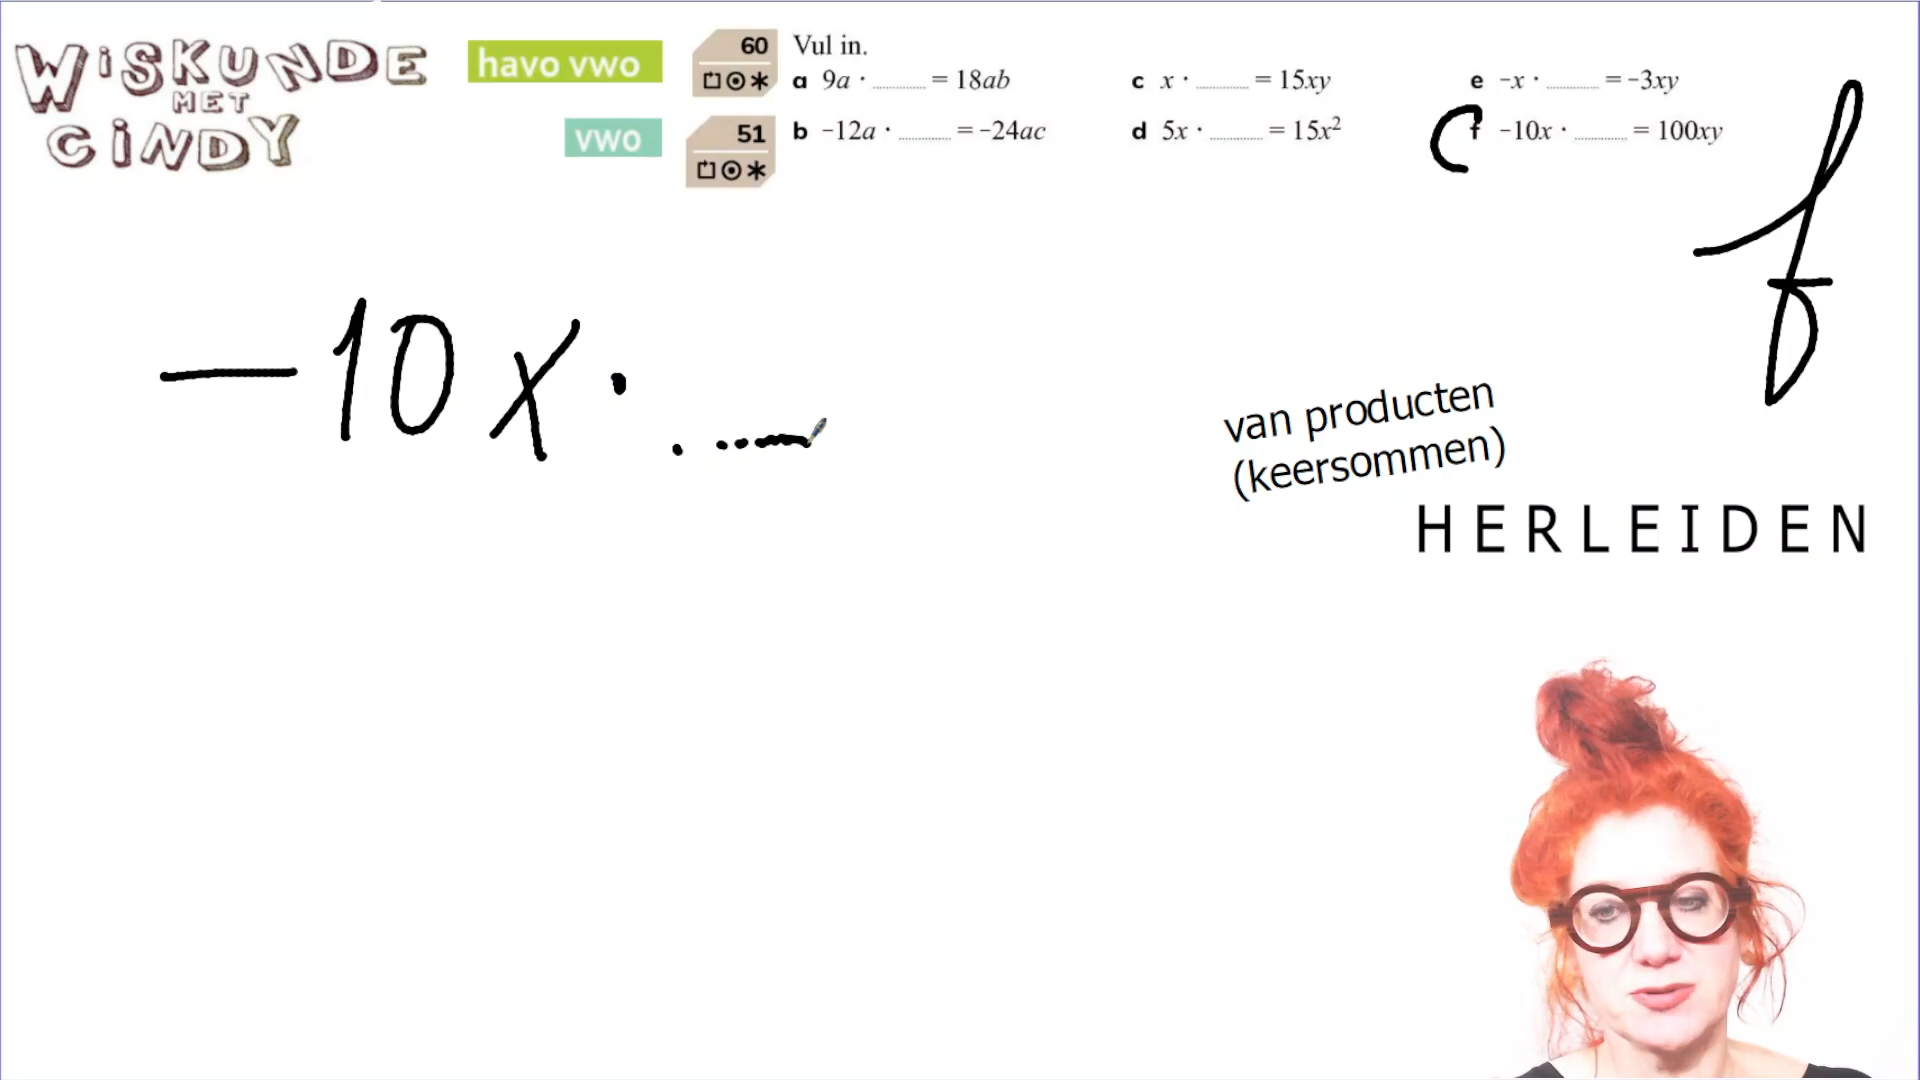 WISKUNDE
MET
CINDY
havo vwo
vwo
60
51
Vul in.
a 9a · ............ = 18ab
b –12a · ............ = –24ac
c x · ............ = 15xy
d 5x · ............ = 15x²
e –x · ............ = –3xy
f –10x · ............ = 100xy
f
–10x · ........
van producten
(keersommen)
HERLEIDEN